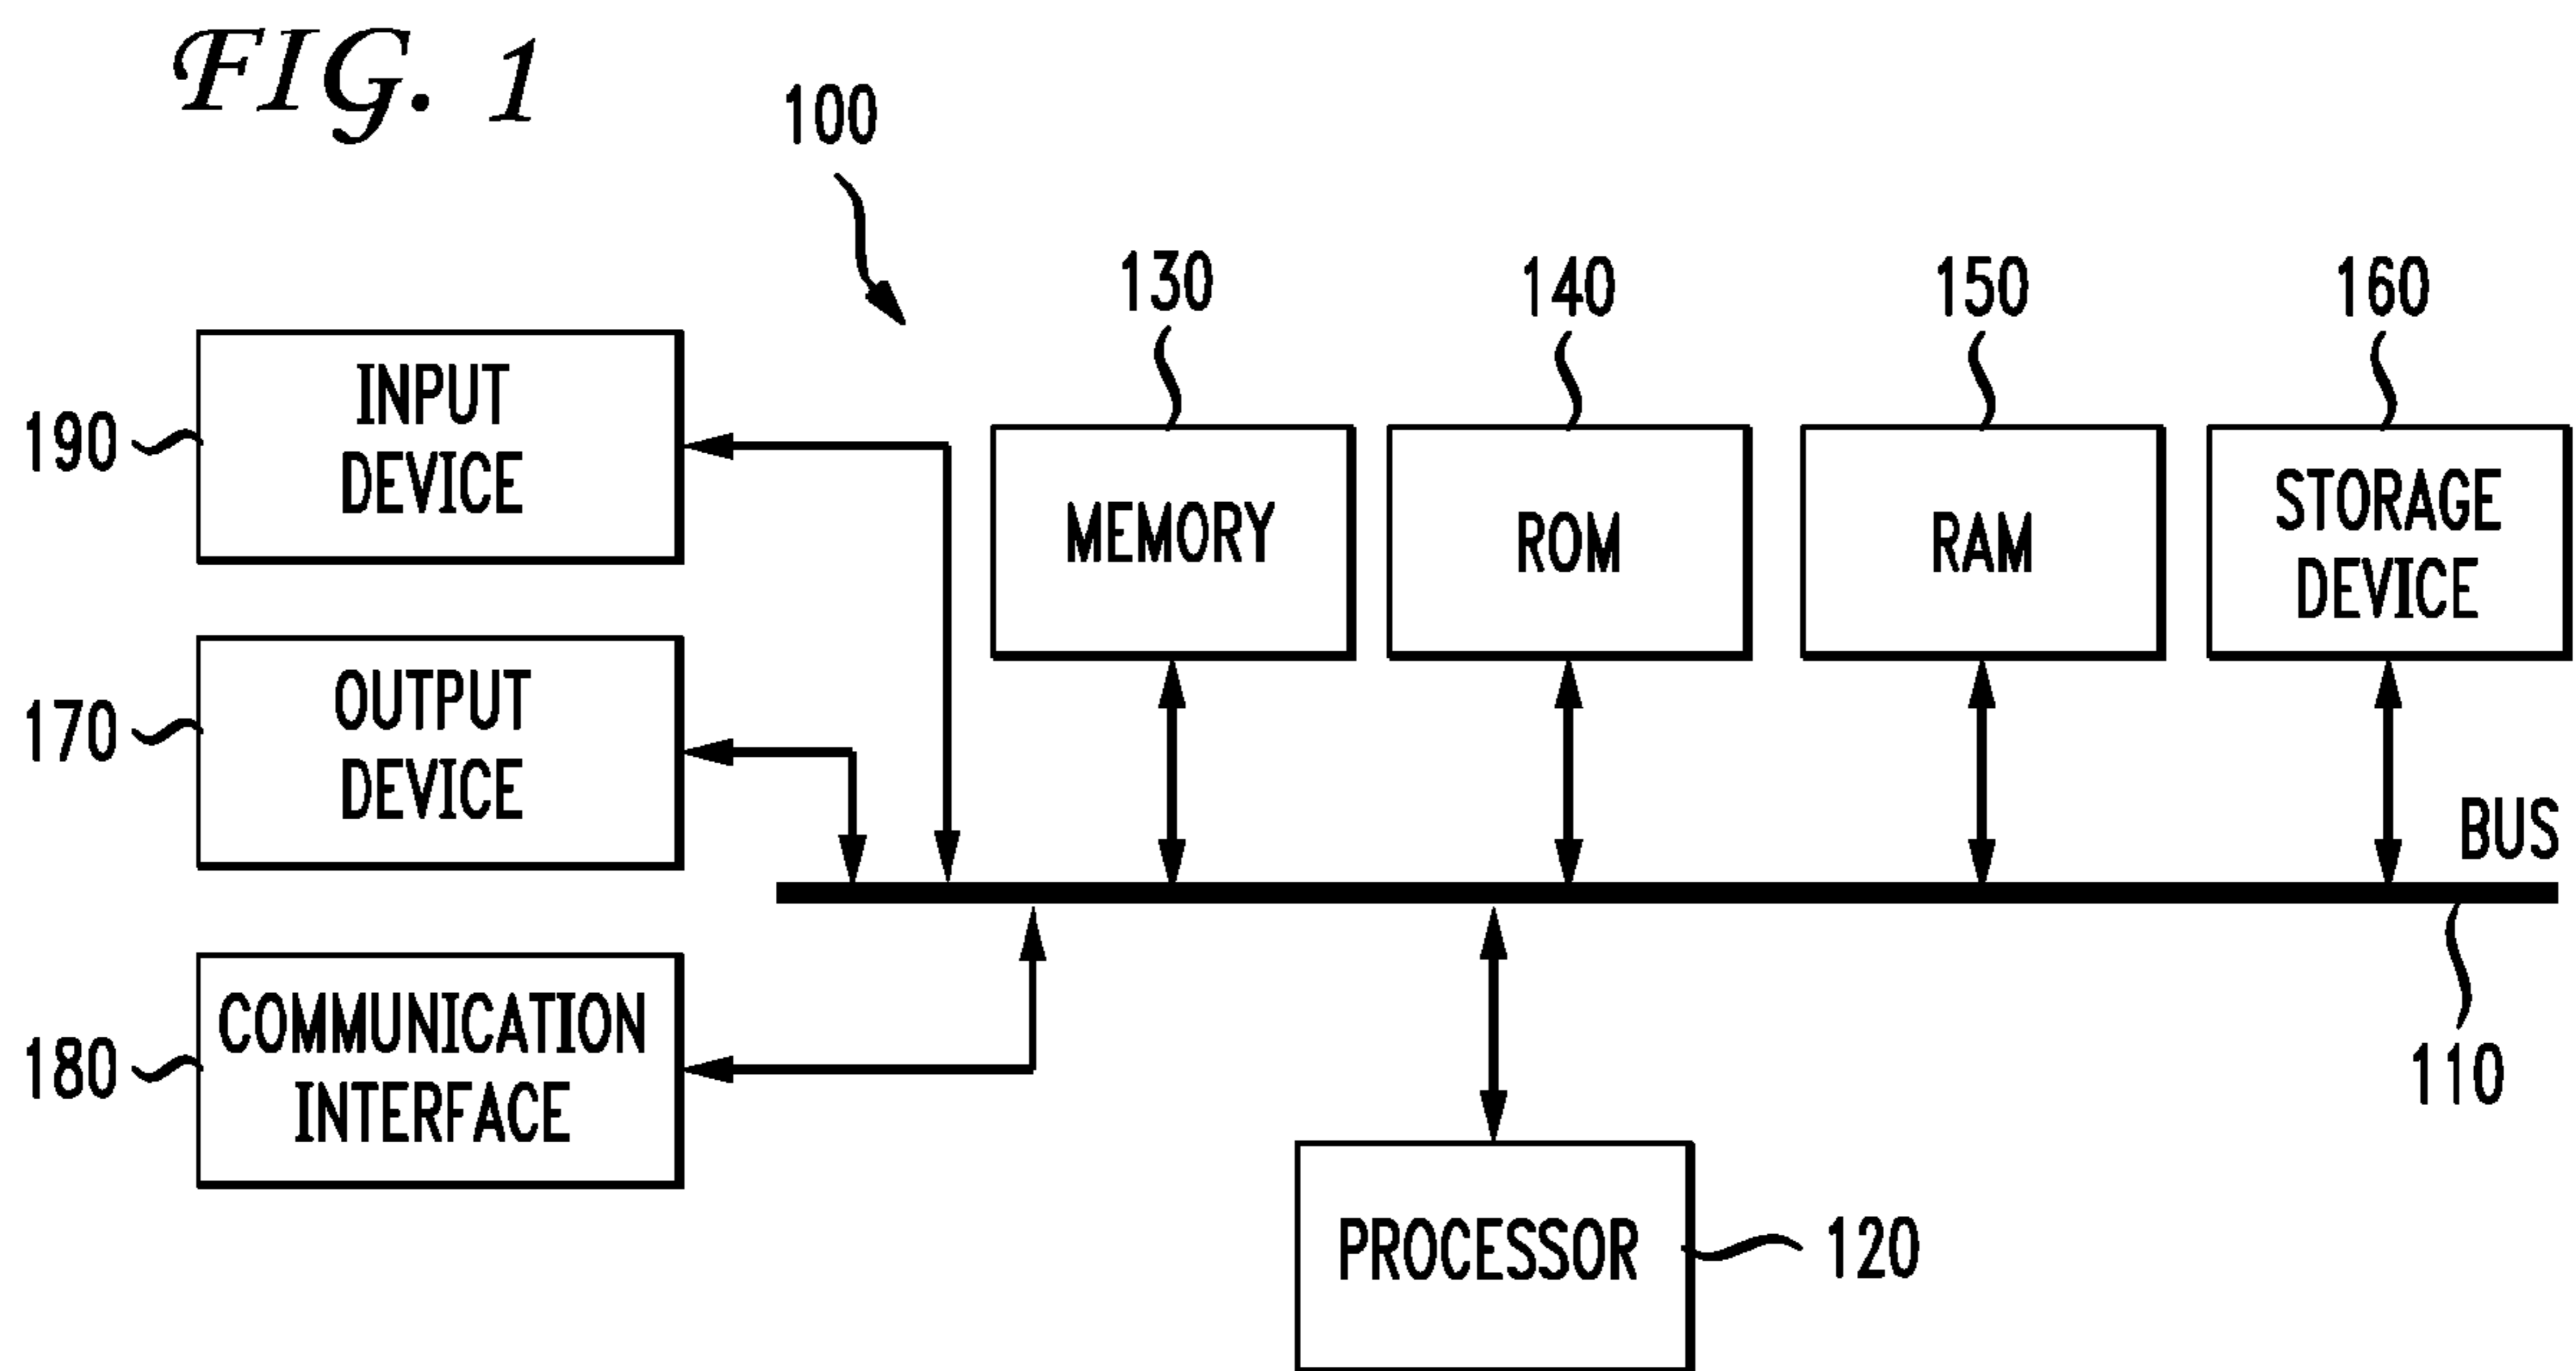 FIG. 1
100
130
140
150
160
190
INPUT
DEVICE
MEMORY
ROM
RAM
STORAGE
DEVICE
170
OUTPUT
DEVICE
BUS
180
COMMUNICATION
INTERFACE
110
PROCESSOR
120